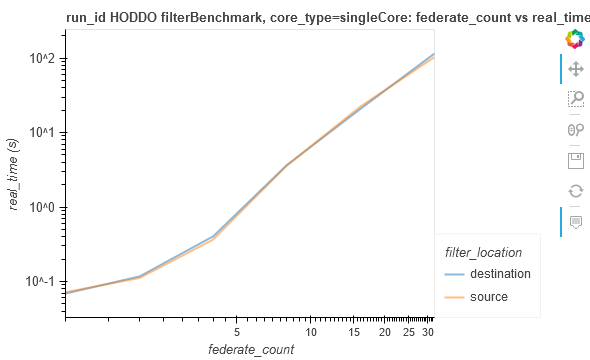 run_id HODDO filterBenchmark, core_type=singleCore: federate_count vs real_time
10^2
10^1
10^0
10^-1
real_time (s)
5 10 15 20 25 30
federate_count
filter_location
destination
source